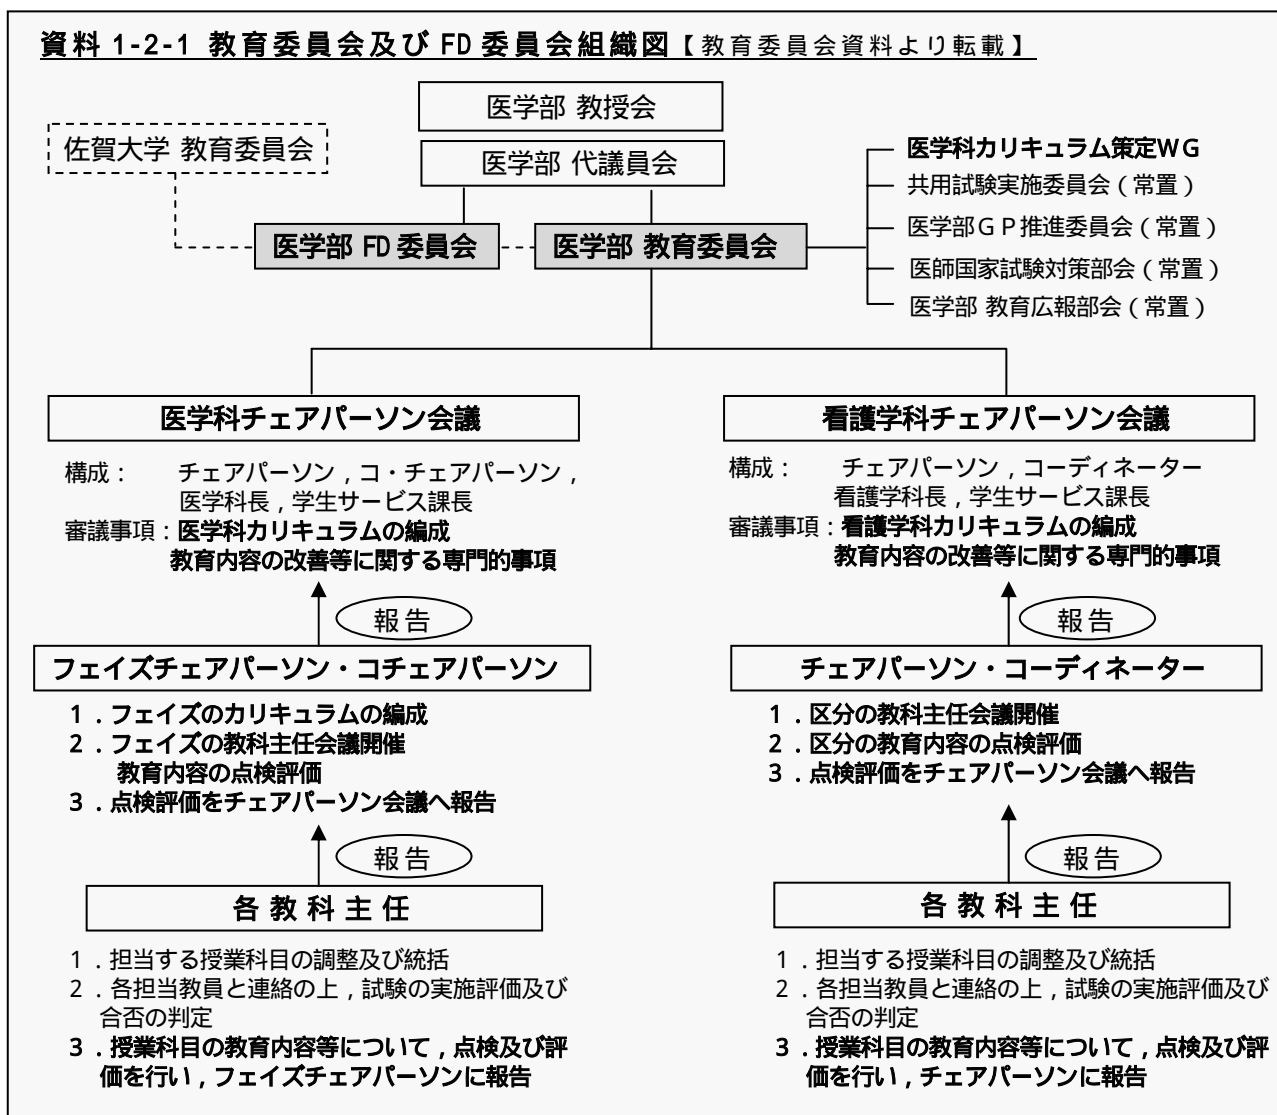 資料 1-2-1 教育委員会及び FD 委員会組織図【教育委員会資料より転載】
医学部 教授会
佐賀大学 教育委員会
医学部 代議員会
医学科カリキュラム策定WG
共用試験実施委員会(常置)
医学部GP推進委員会(常置)
医師国家試験対策部会(常置)
医学部 教育広報部会(常置)
医学部 FD 委員会
医学部 教育委員会
医学科チェアパーソン会議
構成: チェアパーソン,コ・チェアパーソン,
医学科長,学生サービス課長
審議事項:医学科カリキュラムの編成
教育内容の改善等に関する専門的事項
報告
フェイズチェアパーソン・コチェアパーソン
1.フェイズのカリキュラムの編成
2.フェイズの教科主任会議開催
教育内容の点検評価
3.点検評価をチェアパーソン会議へ報告
報告
各教科主任
1.担当する授業科目の調整及び統括
2.各担当教員と連絡の上,試験の実施評価及び
合否の判定
3.授業科目の教育内容等について,点検及び評
価を行い,フェイズチェアパーソンに報告
看護学科チェアパーソン会議
構成: チェアパーソン,コーディネーター
看護学科長,学生サービス課長
審議事項:看護学科カリキュラムの編成
教育内容の改善等に関する専門的事項
報告
チェアパーソン・コーディネーター
1.区分の教科主任会議開催
2.区分の教育内容の点検評価
3.点検評価をチェアパーソン会議へ報告
報告
各教科主任
1.担当する授業科目の調整及び統括
2.各担当教員と連絡の上,試験の実施評価及び
合否の判定
3.授業科目の教育内容等について,点検及び評
価を行い,チェアパーソンに報告